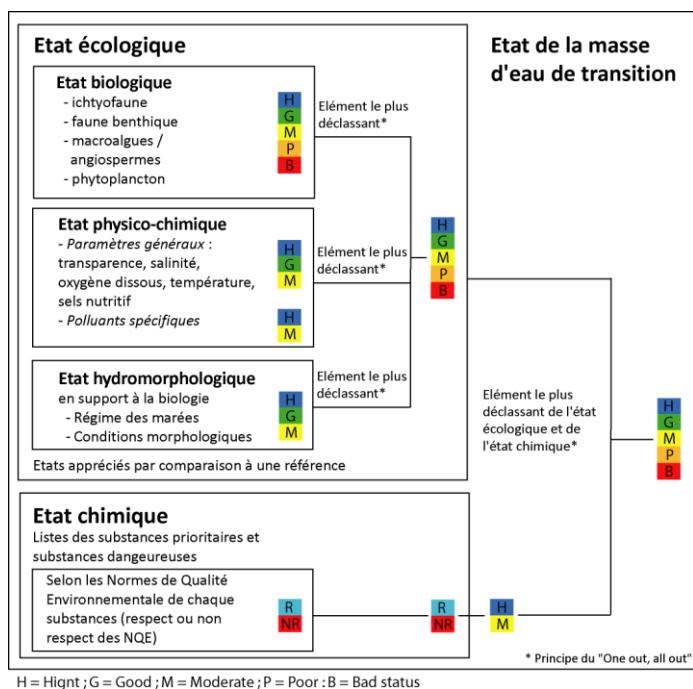 Etat écologique
Etat de la masse
d'eau de transition
Etat biologique
- ichtyofaune
- faune benthique
- macroalgues /
angiospermes
- phytoplancton
H
G
M
P
B
Elément le plus
déclassant*
Etat physico-chimique
- Paramètres généraux :
transparence, salinité,
oxygène dissous, température,
sels nutritif
- Polluants spécifiques
H
G
M
H
M
Elément le plus
déclassant*
H
G
M
P
B
Etat hydromorphologique
en support à la biologie
- Régime des marées
- Conditions morphologiques
H
G
M
Elément le plus
déclassant*
Etats appréciés par comparaison à une référence
Elément le plus
déclassant de l'état
écologique et de
l'état chimique*
H
G
M
P
B
Etat chimique
Listes des substances prioritaires et
substances dangeureuses
Selon les Normes de Qualité
Environnementale de chaque
substances (respect ou non
respect des NQE)
R
NR
R
NR
H
M
* Principe du "One out, all out"
H = Hignt ; G = Good ; M = Moderate ; P = Poor : B = Bad status